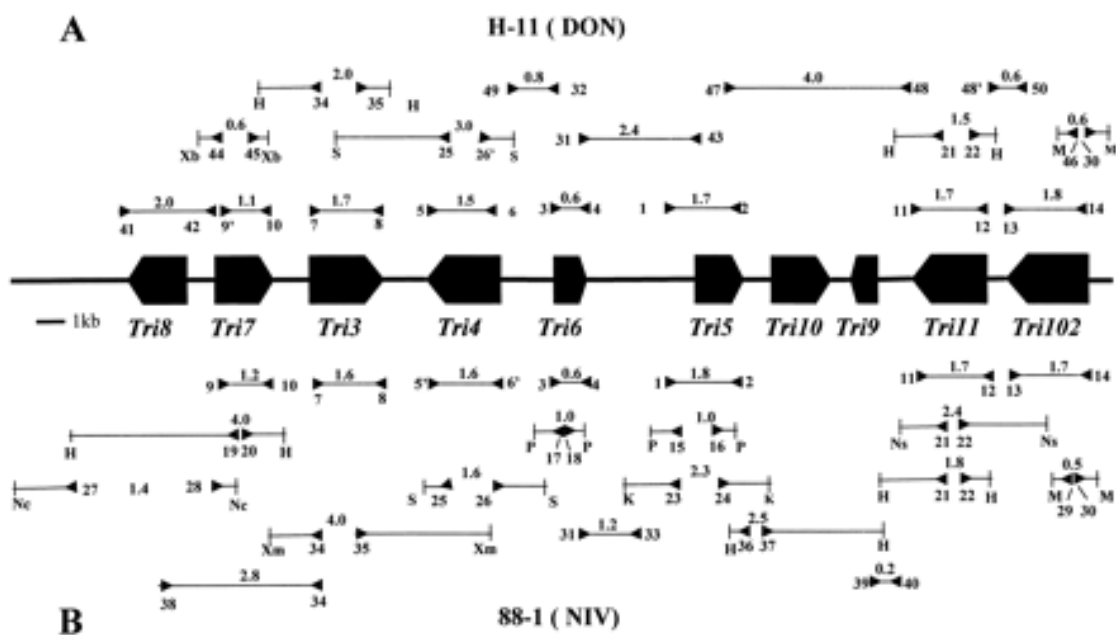 A
H-11 ( DON)
2.0 0.8 4.0 0.6
H 34 35 H 49 32 47 48 48' 50
0.6 3.0 2.4 1.5 0.6
Xb 44 45 Xb S 25 26' S 31 43 H 21 22 H M 46 30 M
2.0 1.1 1.7 1.5 0.6 1.7 1.7 1.8
41 42 9' 10 7 8 5 6 3 4 1 2 11 12 13 14
1kb
Tri8 Tri7 Tri3 Tri4 Tri6 Tri5 Tri10 Tri9 Tri11 Tri102
1.2 1.6 1.6 0.6 1.8 1.7 1.7
9 10 7 8 5' 6' 3 4 1 2 11 12 13 14
4.0 1.0 1.0 2.4
H 19 20 H P 17 18 P P 15 16 P Ns 21 22 Ns
1.4 1.6 2.3 1.8 0.5
Nc 27 28 Nc S 25 26 S K 23 24 K H 21 22 H M 29 30 M
4.0 1.2 2.5
Xm 34 35 Xm 31 33 H 36 37 H
2.8 0.2
38 34 39 40
B
88-1 ( NIV)